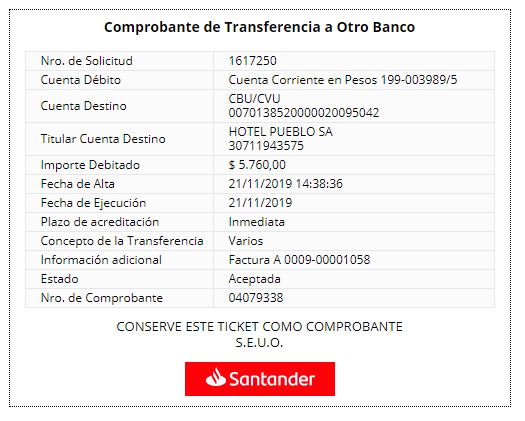 Comprobante de Transferencia a Otro Banco
Nro. de Solicitud 1617250
Cuenta Débito Cuenta Corriente en Pesos 199-003989/5
Cuenta Destino CBU/CVU
0070138520000020095042
Titular Cuenta Destino HOTEL PUEBLO SA
30711943575
Importe Debitado $ 5.760,00
Fecha de Alta 21/11/2019 14:38:36
Fecha de Ejecución 21/11/2019
Plazo de acreditación Inmediata
Concepto de la Transferencia Varios
Información adicional Factura A 0009-00001058
Estado Aceptada
Nro. de Comprobante 04079338
CONSERVE ESTE TICKET COMO COMPROBANTE
S.E.U.O.
Santander